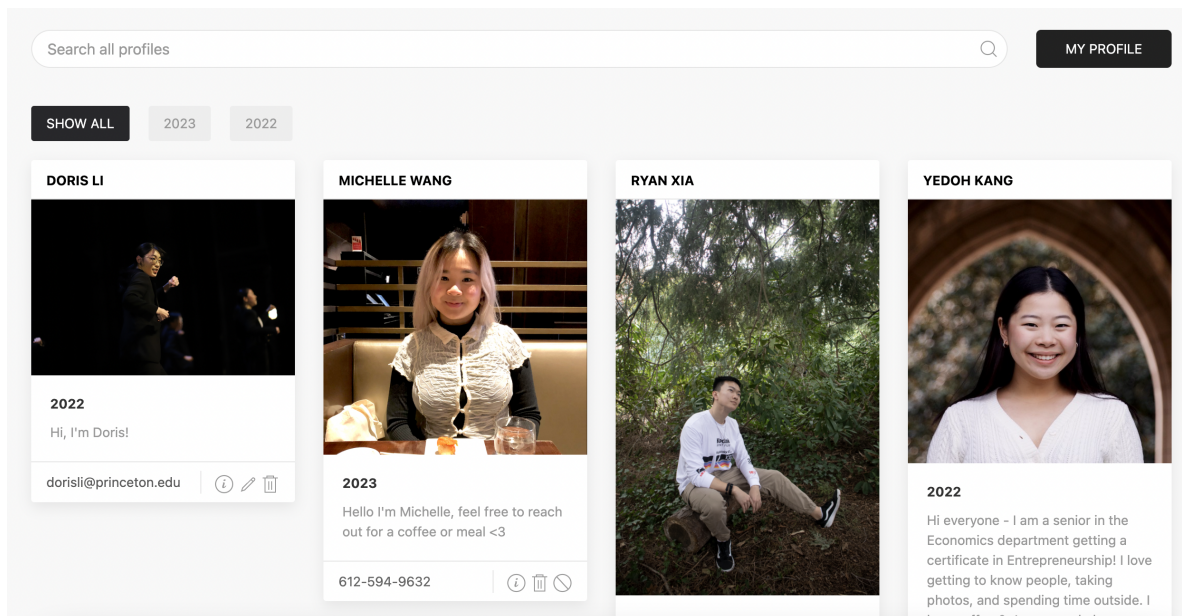 Search all profiles
MY PROFILE
SHOW ALL
2023
2022
DORIS LI
2022
Hi, I'm Doris!
dorisli@princeton.edu
MICHELLE WANG
2023
Hello I'm Michelle, feel free to reach
out for a coffee or meal <3
612-594-9632
RYAN XIA
YEDOH KANG
2022
Hi everyone - I am a senior in the
Economics department getting a
certificate in Entrepreneurship! I love
getting to know people, taking
photos, and spending time outside. I